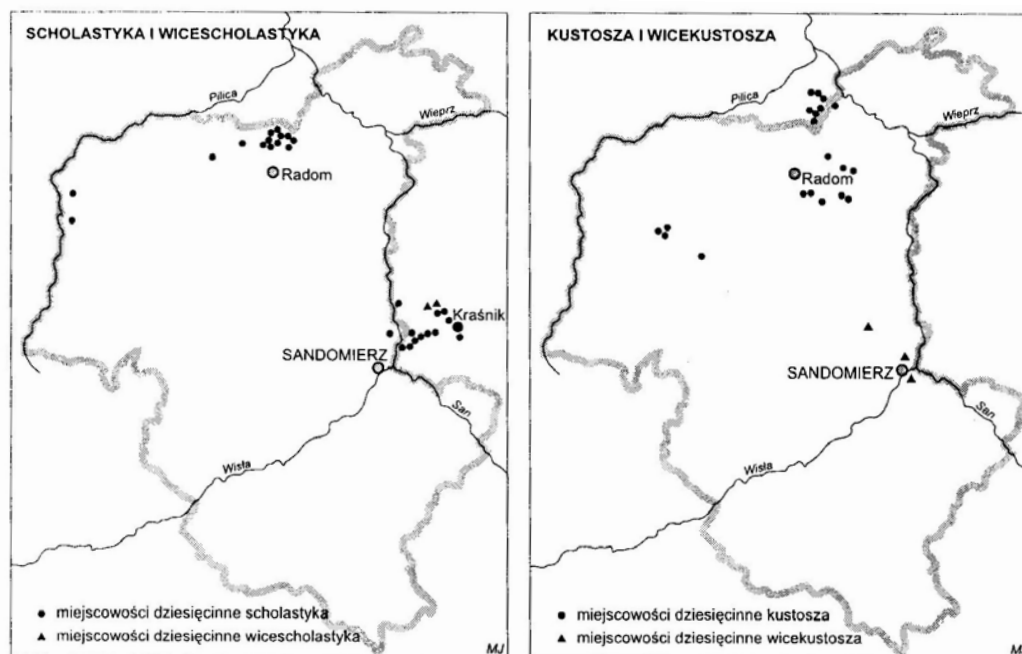 SCHOLASTYKA I WICESCHOLASTYKA
Pilica
Wieprz
Radom
Kraśnik
SANDOMIERZ
San
Wisła
● miejscowości dziesięcinne scholastyka
▲ miejscowości dziesięcinne wicescholastyka
MJ
KUSTOSZA I WICEKUSTOSZA
Pilica
Wieprz
Radom
SANDOMIERZ
San
Wisła
● miejscowości dziesięcinne kustosza
▲ miejscowości dziesięcinne wicekustosza
M